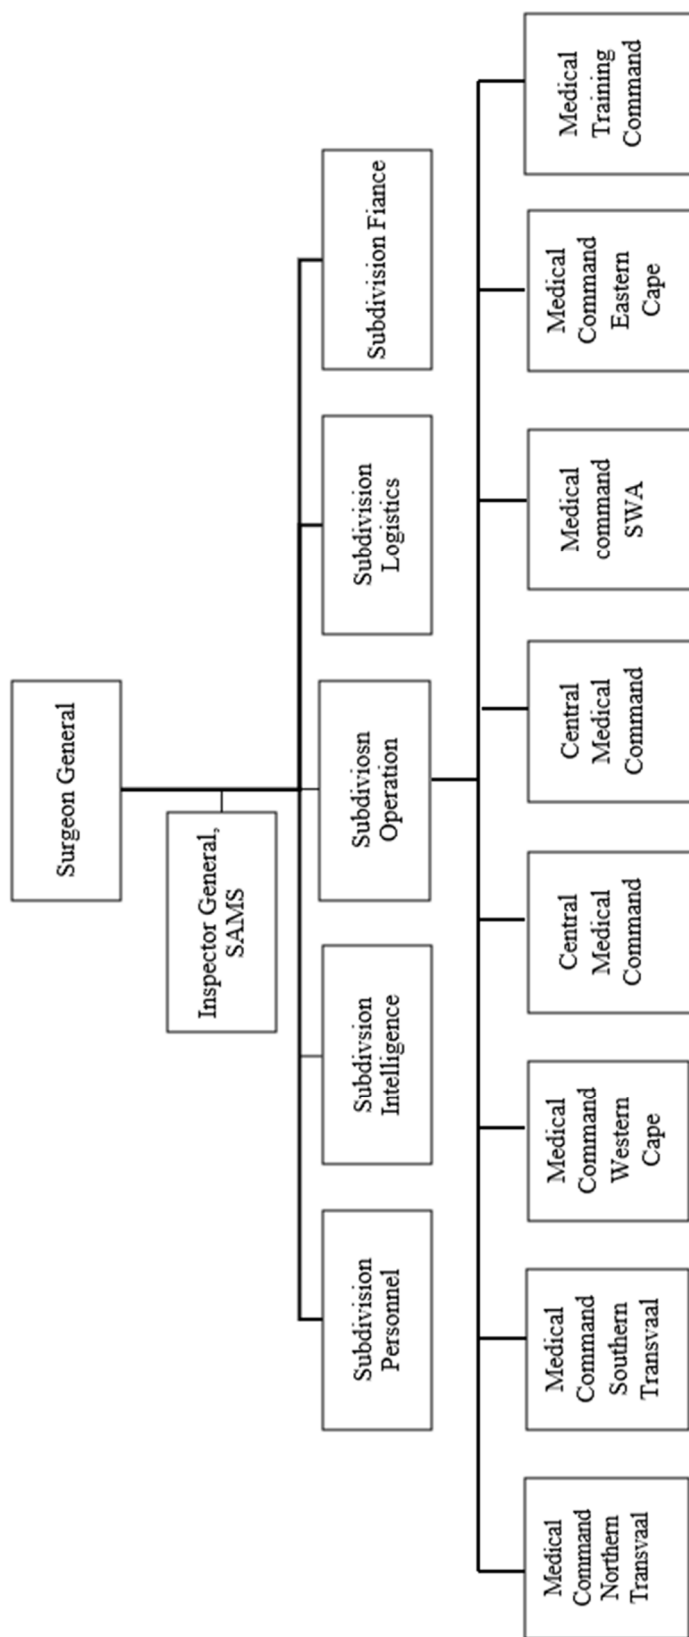 Surgeon General
Inspector General,
SAMS
Subdivision
Personnel
Subdivsion
Intelligence
Subdiviosn
Operation
Subdivision
Logistics
Subdivision Fiance
Medical
Command
Northern
Transvaal
Medical
Command
Southern
Transvaal
Medical
Command
Western
Cape
Central
Medical
Command
Central
Medical
Command
Medical
command
SWA
Medical
Command
Eastern
Cape
Medical
Training
Command